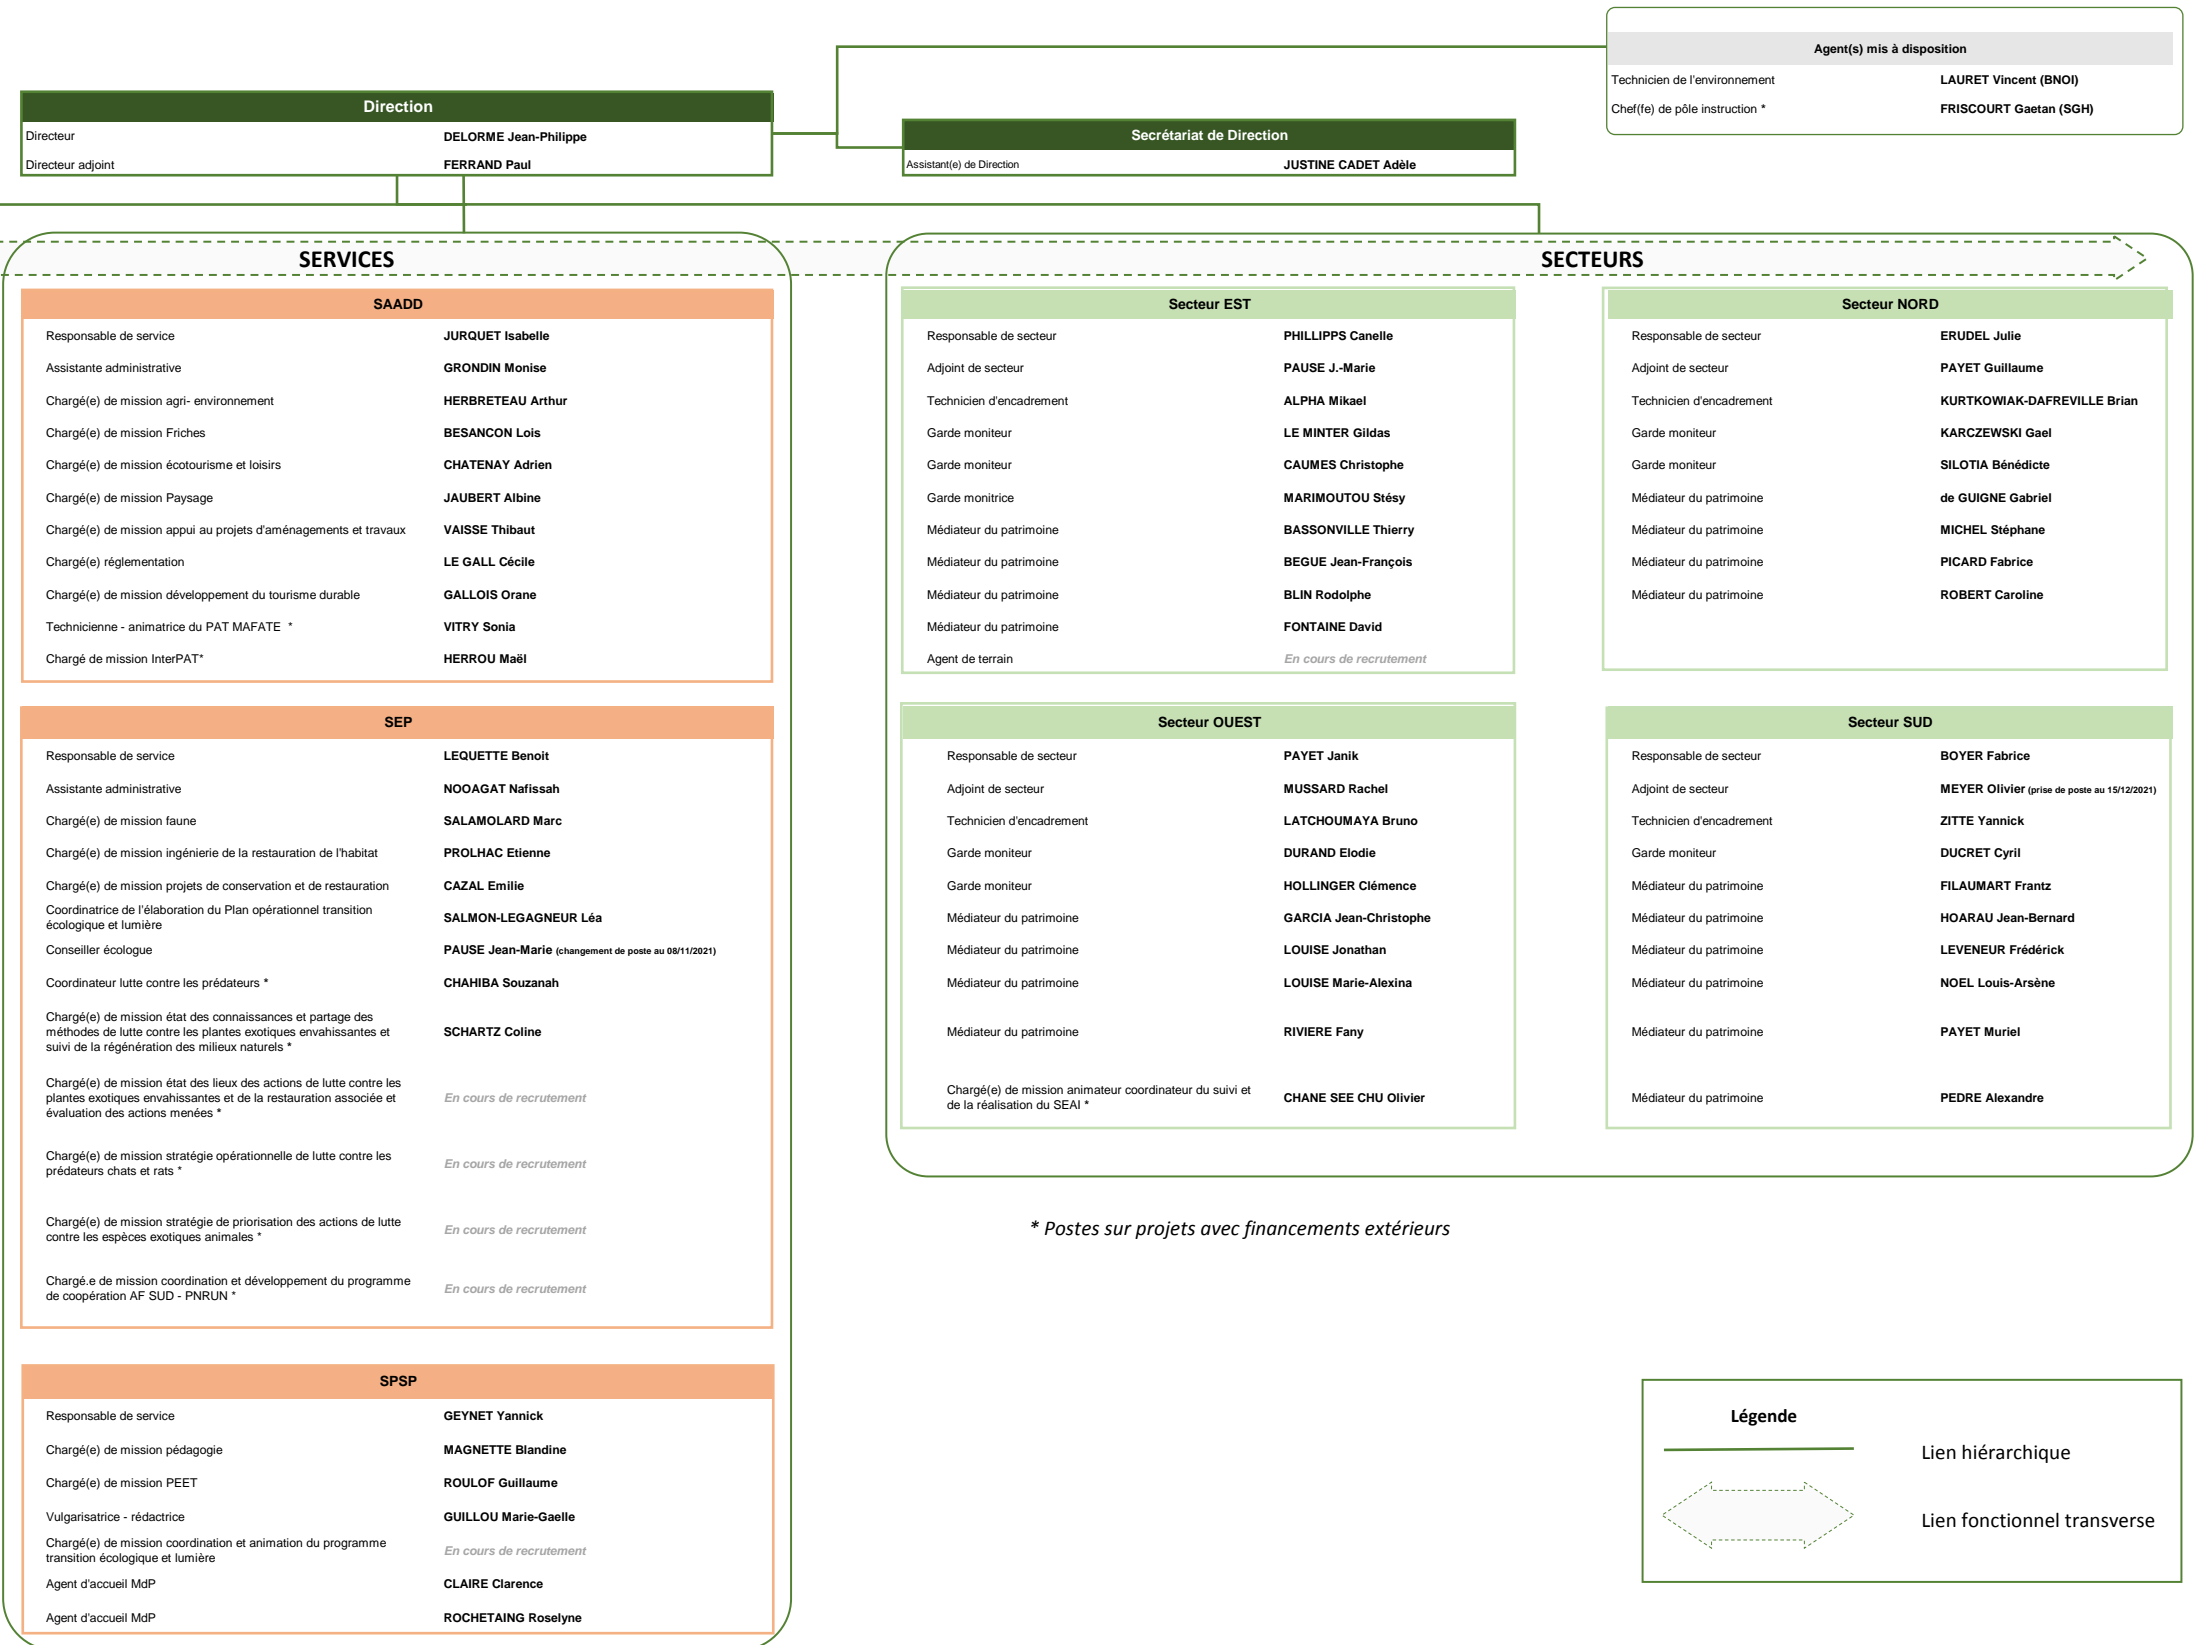 Agent(s) mis à disposition
Technicien de l'environnement LAURET Vincent (BNOI)
Chef(fe) de pôle instruction * FRISCOURT Gaetan (SGH)
Direction
Directeur DELORME Jean-Philippe
Directeur adjoint FERRAND Paul
Secrétariat de Direction
Assistant(e) de Direction JUSTINE CADET Adèle
SERVICES
SAADD
Responsable de service JURQUET Isabelle
Assistante administrative GRONDIN Monise
Chargé(e) de mission agri- environnement HERBRETEAU Arthur
Chargé(e) de mission Friches BESANCON Lois
Chargé(e) de mission écotourisme et loisirs CHATENAY Adrien
Chargé(e) de mission Paysage JAUBERT Albine
Chargé(e) de mission appui au projets d'aménagements et travaux VAISSE Thibaut
Chargé(e) réglementation LE GALL Cécile
Chargé(e) de mission développement du tourisme durable GALLOIS Orane
Technicienne - animatrice du PAT MAFATE * VITRY Sonia
Chargé de mission InterPAT* HERROU Maël
SEP
Responsable de service LEQUETTE Benoit
Assistante administrative NOOAGAT Nafissah
Chargé(e) de mission faune SALAMOLARD Marc
Chargé(e) de mission ingénierie de la restauration de l'habitat PROLHAC Etienne
Chargé(e) de mission projets de conservation et de restauration CAZAL Emilie
Coordinatrice de l'élaboration du Plan opérationnel transition
écologique et lumière SALMON-LEGAGNEUR Léa
Conseiller écologue PAUSE Jean-Marie (changement de poste au 08/11/2021)
Coordinateur lutte contre les prédateurs * CHAHIBA Souzanah
Chargé(e) de mission état des connaissances et partage des
méthodes de lutte contre les plantes exotiques envahissantes et SCHARTZ Coline
suivi de la régénération des milieux naturels *
Chargé(e) de mission état des lieux des actions de lutte contre les
plantes exotiques envahissantes et de la restauration associée et En cours de recrutement
évaluation des actions menées *
Chargé(e) de mission stratégie opérationnelle de lutte contre les
prédateurs chats et rats * En cours de recrutement
Chargé(e) de mission stratégie de priorisation des actions de lutte
contre les espèces exotiques animales * En cours de recrutement
Chargé.e de mission coordination et développement du programme
de coopération AF SUD - PNRUN * En cours de recrutement
SPSP
Responsable de service GEYNET Yannick
Chargé(e) de mission pédagogie MAGNETTE Blandine
Chargé(e) de mission PEET ROULOF Guillaume
Vulgarisatrice - rédactrice GUILLOU Marie-Gaelle
Chargé(e) de mission coordination et animation du programme
transition écologique et lumière En cours de recrutement
Agent d'accueil MdP CLAIRE Clarence
Agent d'accueil MdP ROCHETAING Roselyne
SECTEURS
Secteur EST
Responsable de secteur PHILLIPPS Canelle
Adjoint de secteur PAUSE J.-Marie
Technicien d'encadrement ALPHA Mikael
Garde moniteur LE MINTER Gildas
Garde moniteur CAUMES Christophe
Garde monitrice MARIMOUTOU Stésy
Médiateur du patrimoine BASSONVILLE Thierry
Médiateur du patrimoine BEGUE Jean-François
Médiateur du patrimoine BLIN Rodolphe
Médiateur du patrimoine FONTAINE David
Agent de terrain En cours de recrutement
Secteur NORD
Responsable de secteur ERUDEL Julie
Adjoint de secteur PAYET Guillaume
Technicien d'encadrement KURTKOWIAK-DAFREVILLE Brian
Garde moniteur KARCZEWSKI Gael
Garde moniteur SILOTIA Bénédicte
Médiateur du patrimoine de GUIGNE Gabriel
Médiateur du patrimoine MICHEL Stéphane
Médiateur du patrimoine PICARD Fabrice
Médiateur du patrimoine ROBERT Caroline
Secteur OUEST
Responsable de secteur PAYET Janik
Adjoint de secteur MUSSARD Rachel
Technicien d'encadrement LATCHOUMAYA Bruno
Garde moniteur DURAND Elodie
Garde moniteur HOLLINGER Clémence
Médiateur du patrimoine GARCIA Jean-Christophe
Médiateur du patrimoine LOUISE Jonathan
Médiateur du patrimoine LOUISE Marie-Alexina
Médiateur du patrimoine RIVIERE Fany
Chargé(e) de mission animateur coordinateur du suivi et
de la réalisation du SEAI * CHANE SEE CHU Olivier
Secteur SUD
Responsable de secteur BOYER Fabrice
Adjoint de secteur MEYER Olivier (prise de poste au 15/12/2021)
Technicien d'encadrement ZITTE Yannick
Garde moniteur DUCRET Cyril
Médiateur du patrimoine FILAUMART Frantz
Médiateur du patrimoine HOARAU Jean-Bernard
Médiateur du patrimoine LEVENEUR Frédérick
Médiateur du patrimoine NOEL Louis-Arsène
Médiateur du patrimoine PAYET Muriel
Médiateur du patrimoine PEDRE Alexandre
* Postes sur projets avec financements extérieurs
Légende
Lien hiérarchique
Lien fonctionnel transverse